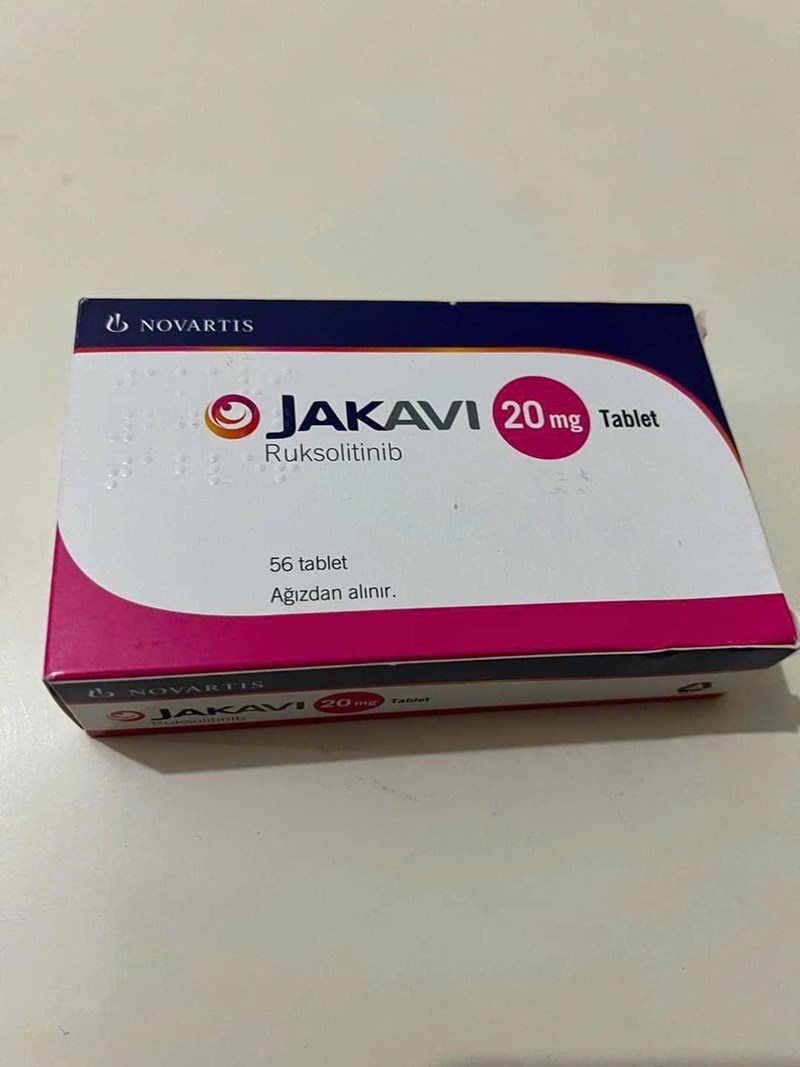 NOVARTIS
JAKAVI 20 mg Tablet
Ruksolitinib
56 tablet
Ağızdan alınır.
NOVARTIS
JAKAVI 20 mg Tablet
Ruksolitinib